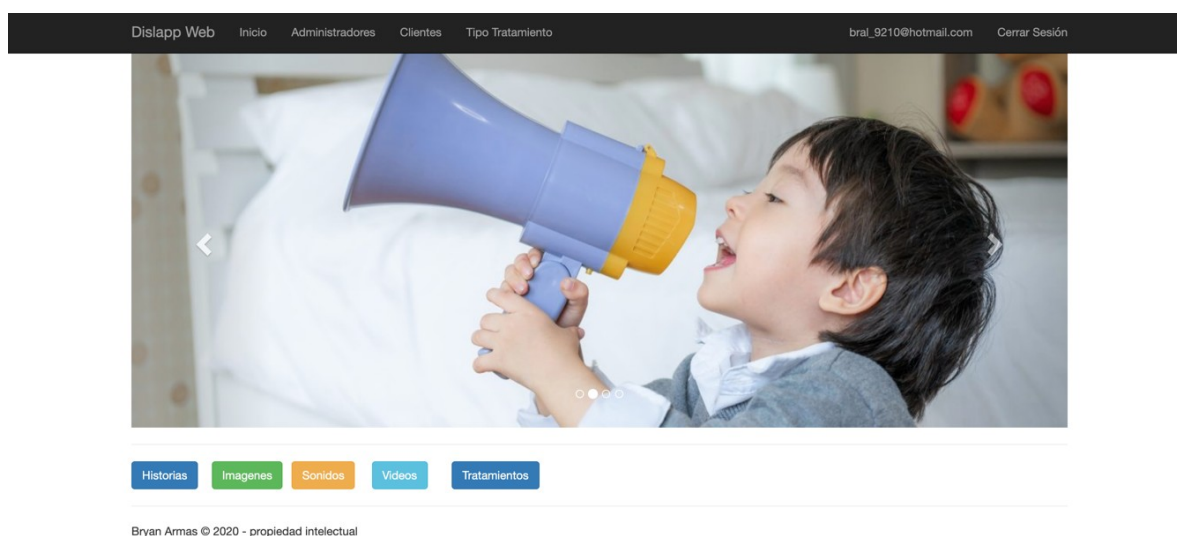 Dislapp Web Inicio Administradores Clientes Tipo Tratamiento bral_9210@hotmail.com Cerrar Sesión
Historias Imagenes Sonidos Videos Tratamientos
Bryan Armas © 2020 - propiedad intelectual